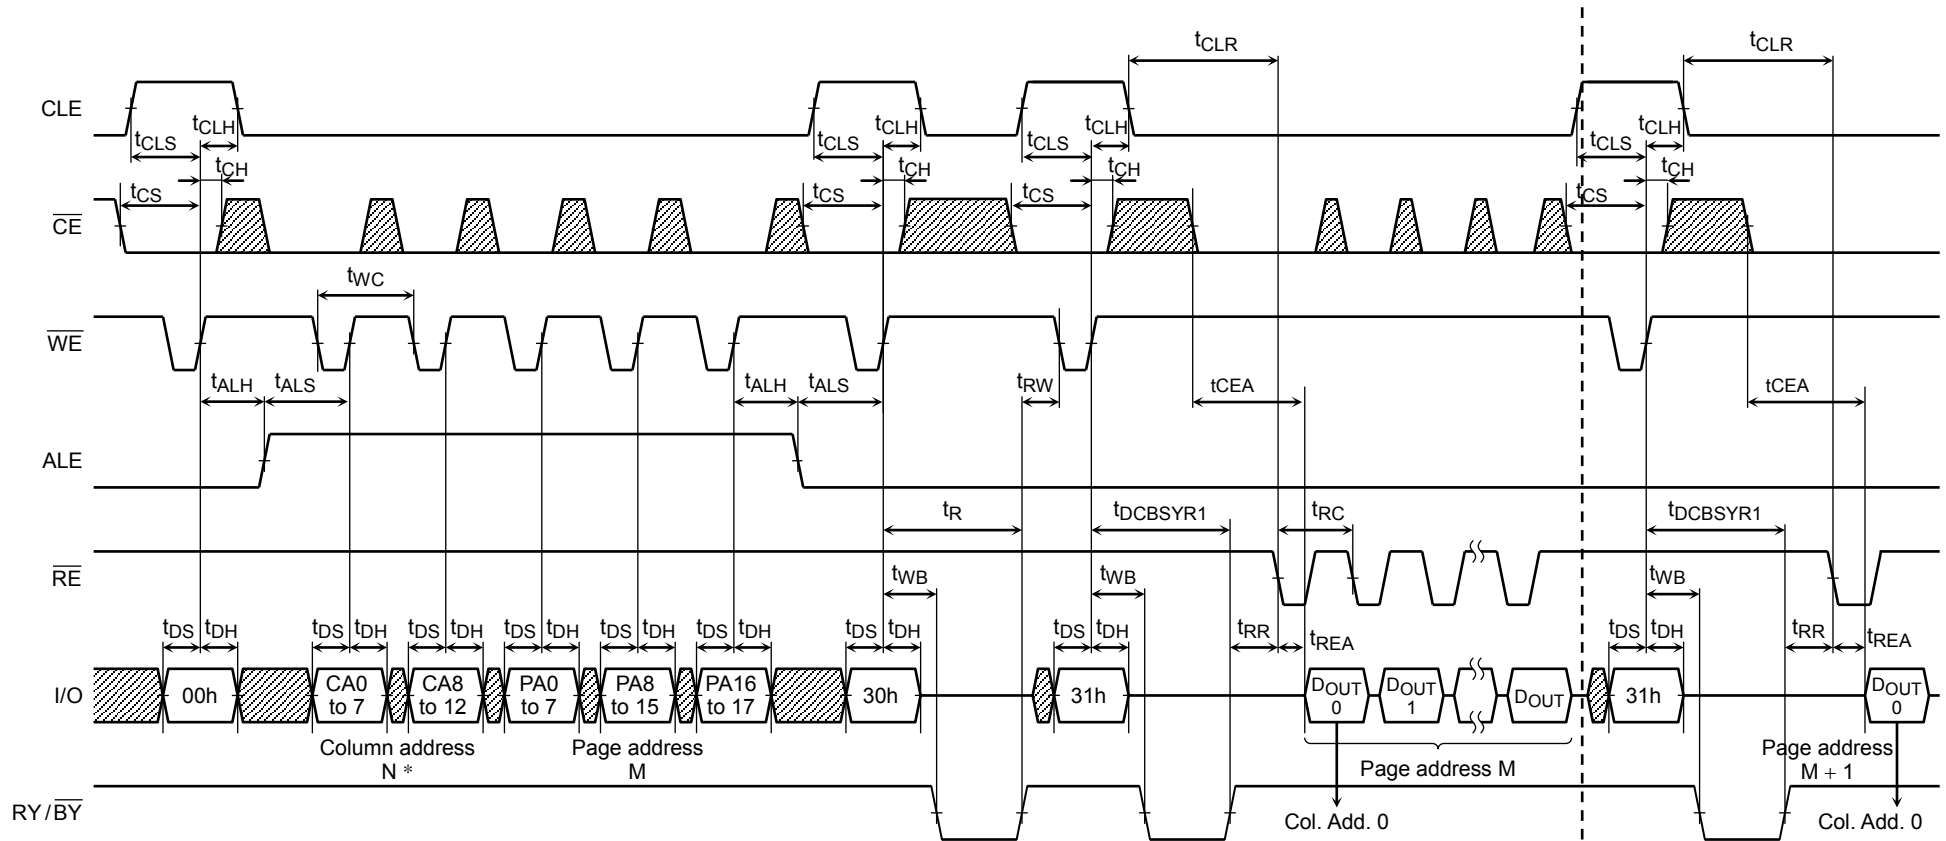 tCLR tCLR
CLE
tCLS tCLH tCLS tCLH tCLS tCLH tCLS tCLH
tCH tCH tCH tCH
tCS tCS tCS tCS
CE
tWC
WE
tALH tALS tALH tALS tRW tCEA tCEA
ALE
tR tDCBSYR1 tRC tDCBSYR1
RE
tWB tWB tWB
tDS tDH tDS tDH tDS tDH tDS tDH tDS tDH tDS tDH tDS tDH tDS tDH tRR tREA tDS tDH tRR tREA
I/O
00h
CA0
to 7
CA8
to 12
PA0
to 7
PA8
to 15
PA16
to 17
30h
31h
DOUT
0
DOUT
1
DOUT
31h
DOUT
0
Column address
N *
Page address
M
Page address M
Page address
M + 1
RY/BY
Col. Add. 0
Col. Add. 0